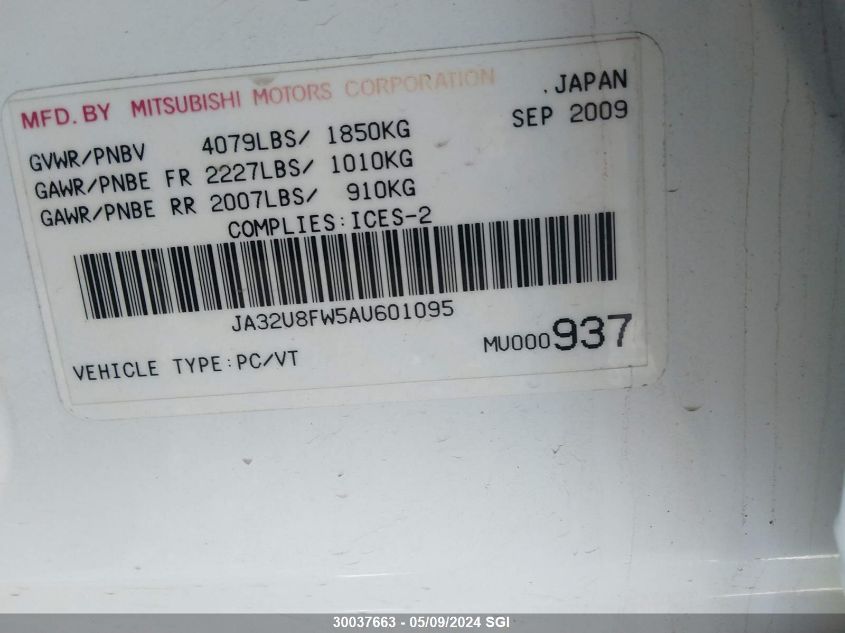 MFD. BY MITSUBISHI MOTORS CORPORATION .JAPAN
SEP 2009
GVWR/PNBV 4079LBS/ 1850KG
GAWR/PNBE FR 2227LBS/ 1010KG
GAWR/PNBE RR 2007LBS/ 910KG
COMPLIES:ICES-2
JA32U8FW5AU601095
VEHICLE TYPE:PC/VT MU000937
30037663 - 05/09/2024 SGI